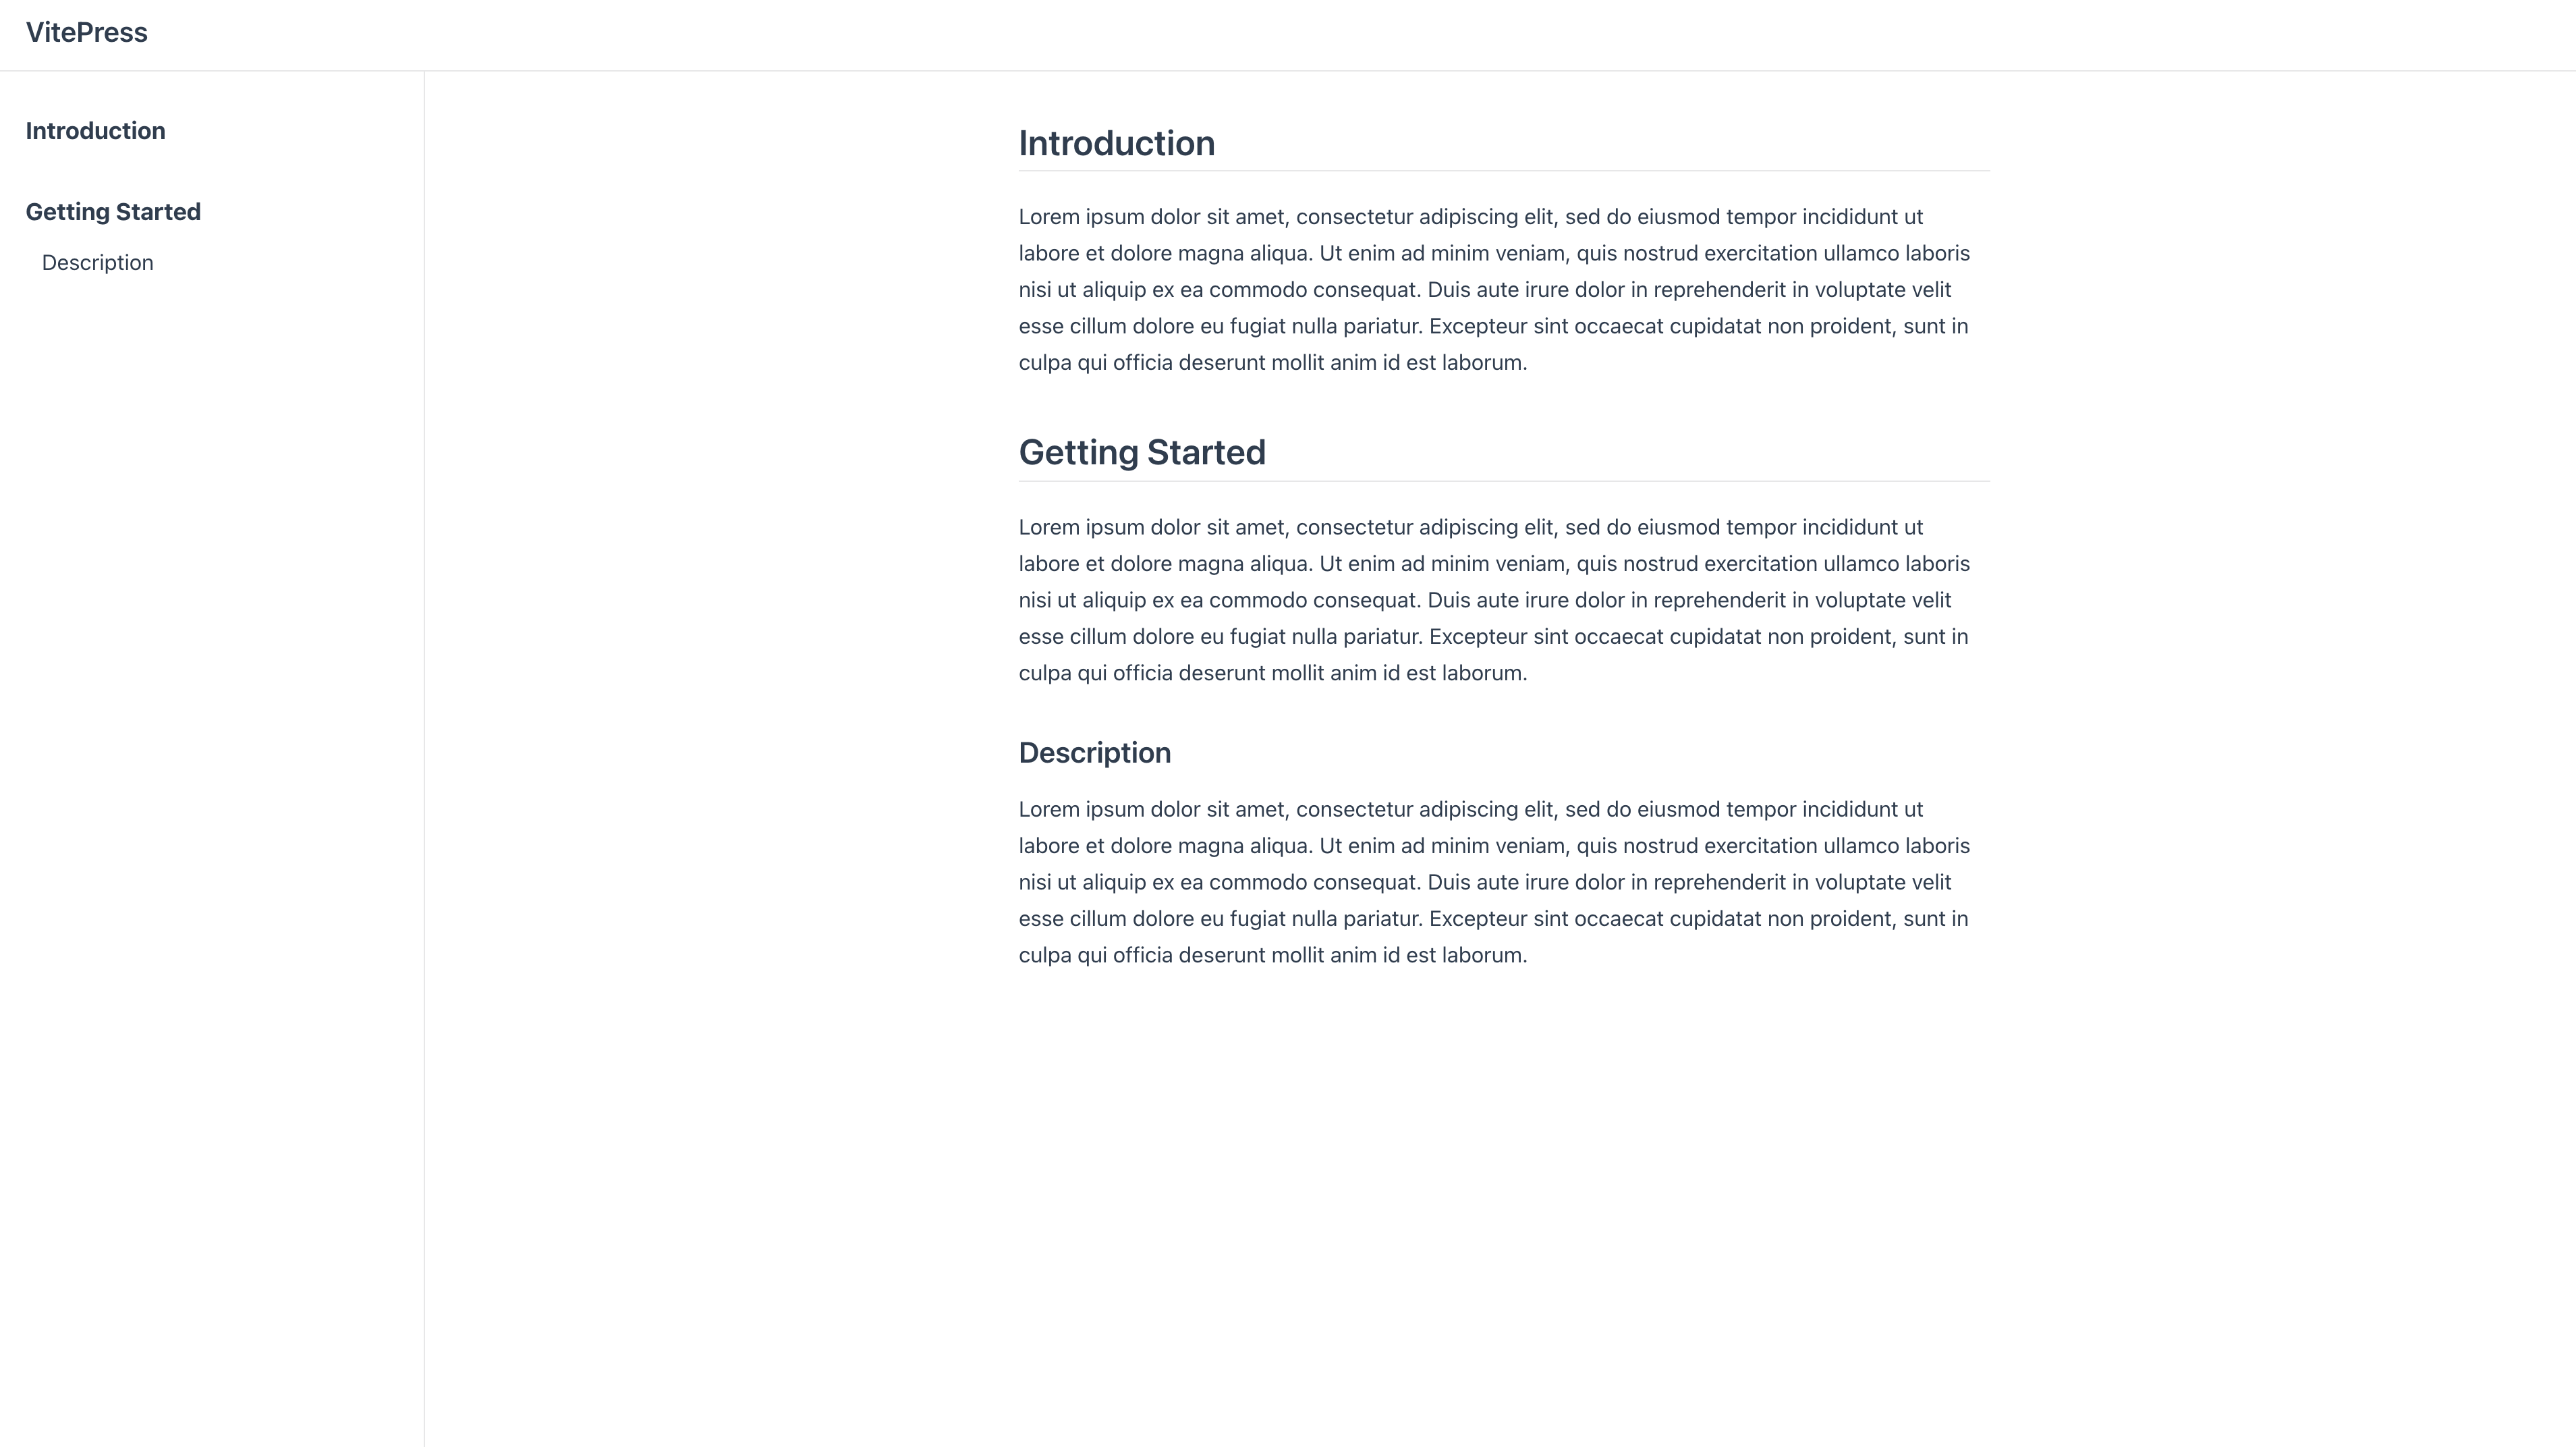 VitePress
Introduction
Getting Started
Description
Introduction
Lorem ipsum dolor sit amet, consectetur adipiscing elit, sed do eiusmod tempor incididunt ut
labore et dolore magna aliqua. Ut enim ad minim veniam, quis nostrud exercitation ullamco laboris
nisi ut aliquip ex ea commodo consequat. Duis aute irure dolor in reprehenderit in voluptate velit
esse cillum dolore eu fugiat nulla pariatur. Excepteur sint occaecat cupidatat non proident, sunt in
culpa qui officia deserunt mollit anim id est laborum.
Getting Started
Lorem ipsum dolor sit amet, consectetur adipiscing elit, sed do eiusmod tempor incididunt ut
labore et dolore magna aliqua. Ut enim ad minim veniam, quis nostrud exercitation ullamco laboris
nisi ut aliquip ex ea commodo consequat. Duis aute irure dolor in reprehenderit in voluptate velit
esse cillum dolore eu fugiat nulla pariatur. Excepteur sint occaecat cupidatat non proident, sunt in
culpa qui officia deserunt mollit anim id est laborum.
Description
Lorem ipsum dolor sit amet, consectetur adipiscing elit, sed do eiusmod tempor incididunt ut
labore et dolore magna aliqua. Ut enim ad minim veniam, quis nostrud exercitation ullamco laboris
nisi ut aliquip ex ea commodo consequat. Duis aute irure dolor in reprehenderit in voluptate velit
esse cillum dolore eu fugiat nulla pariatur. Excepteur sint occaecat cupidatat non proident, sunt in
culpa qui officia deserunt mollit anim id est laborum.